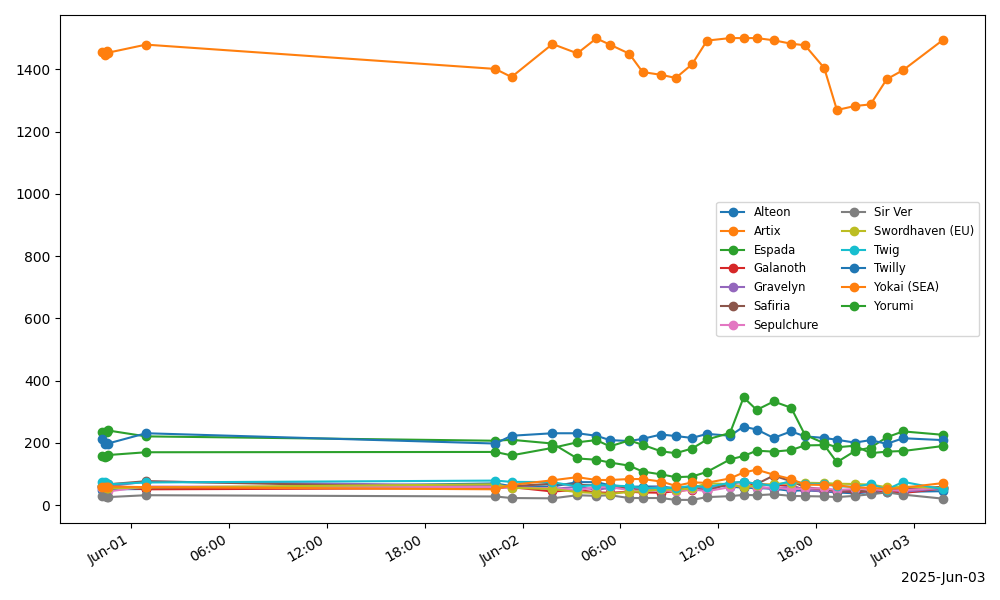 1400
1200
1000
800
600
400
200
0
Alteon
Artix
Espada
Galanoth
Gravelyn
Safiria
Sepulchure
Sir Ver
Swordhaven (EU)
Twig
Twilly
Yokai (SEA)
Yorumi
Jun-01
06:00
12:00
18:00
Jun-02
06:00
12:00
18:00
Jun-03
2025-Jun-03